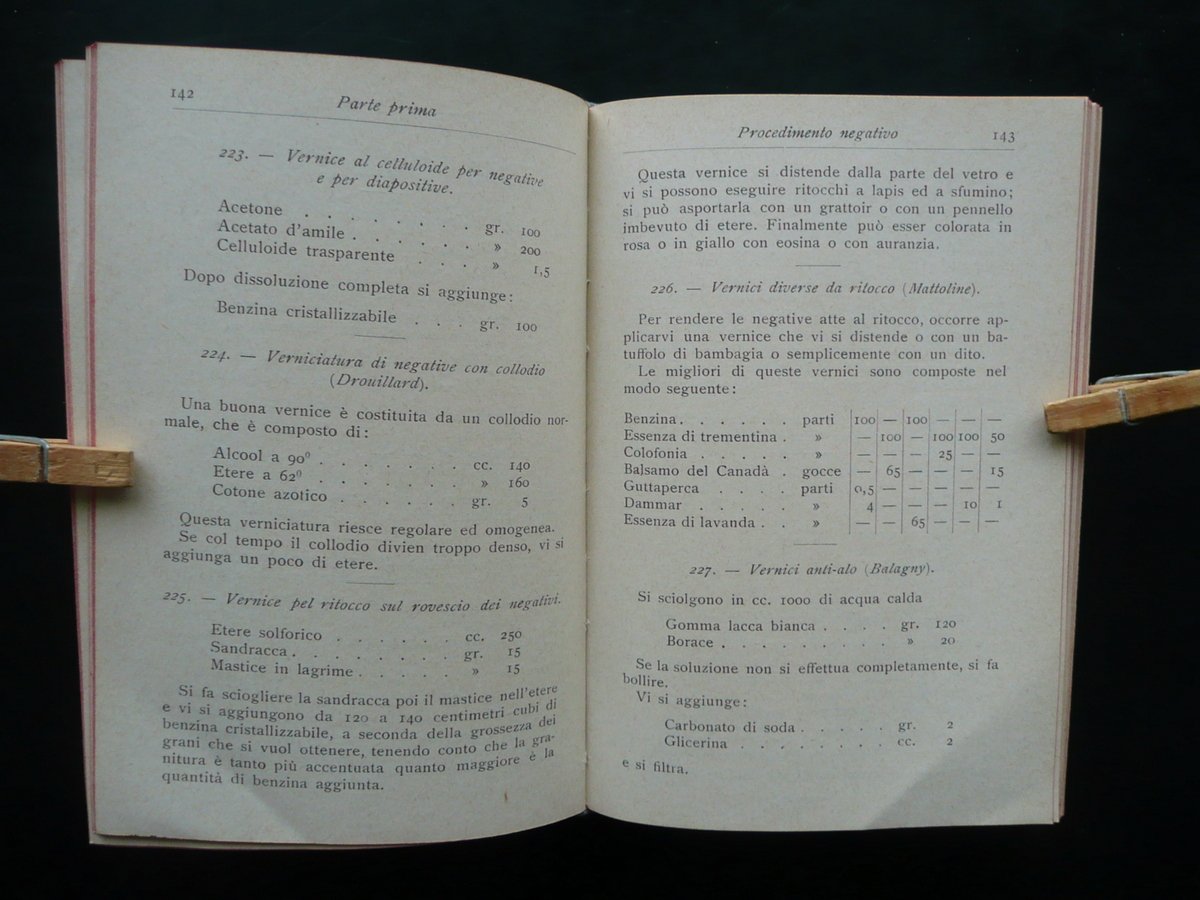 142
Parte prima
223. — Vernice al celluloide per negative
e per diapositive.
Acetone . . . . . . . gr. 100
Acetato d'amile . . . . . » 200
Celluloide trasparente . . . » 1,5
Dopo dissoluzione completa si aggiunge:
Benzina cristallizzabile . . . gr. 100
224. — Verniciatura di negative con collodio
(Drouillard).
Una buona vernice è costituita da un collodio nor-
male, che è composto di:
Alcool a 90° . . . . . . cc. 140
Etere a 62° . . . . . . . » 160
Cotone azotico . . . . . gr. 5
Questa verniciatura riesce regolare ed omogenea.
Se col tempo il collodio divien troppo denso, vi si
aggiunga un poco di etere.
225. — Vernice pel ritocco sul rovescio dei negativi.
Etere solforico . . . . . . cc. 250
Sandracca . . . . . . . gr. 15
Mastice in lagrime . . . . . » 15
Si fa sciogliere la sandracca poi il mastice nell'etere
e vi si aggiungono da 120 a 140 centimetri cubi di
benzina cristallizzabile, a seconda della grossezza dei
grani che si vuol ottenere, tenendo conto che la gra-
nitura è tanto più accentuata quanto maggiore è la
quantità di benzina aggiunta.
Procedimento negativo
143
Questa vernice si distende dalla parte del vetro e
vi si possono eseguire ritocchi a lapis ed a sfumino;
si può asportarla con un grattoir o con un pennello
imbevuto di etere. Finalmente può esser colorata in
rosa o in giallo con eosina o con auranzia.
226. — Vernici diverse da ritocco (Mattoline).
Per rendere le negative atte al ritocco, occorre ap-
plicarvi una vernice che vi si distende o con un ba-
tuffolo di bambagia o semplicemente con un dito.
Le migliori di queste vernici sono composte nel
modo seguente:
Benzina . . . . . . parti 100 — 100 — — —
Essenza di trementina . » — 100 — 100 100 50
Colofonia . . . . . » — — — 25 — —
Balsamo del Canadà . gocce — 65 — — — 15
Guttaperca . . . . parti 0,5 — — — — —
Dammar . . . . . » 4 — — — 10 1
Essenza di lavanda . . » — — 65 — — —
227. — Vernici anti-alo (Balagny).
Si sciolgono in cc. 1000 di acqua calda
Gomma lacca bianca . . . . gr. 120
Borace . . . . . . . . . » 20
Se la soluzione non si effettua completamente, si fa
bollire.
Vi si aggiunge:
Carbonato di soda . . . . . gr. 2
Glicerina . . . . . . . . cc. 2
e si filtra.